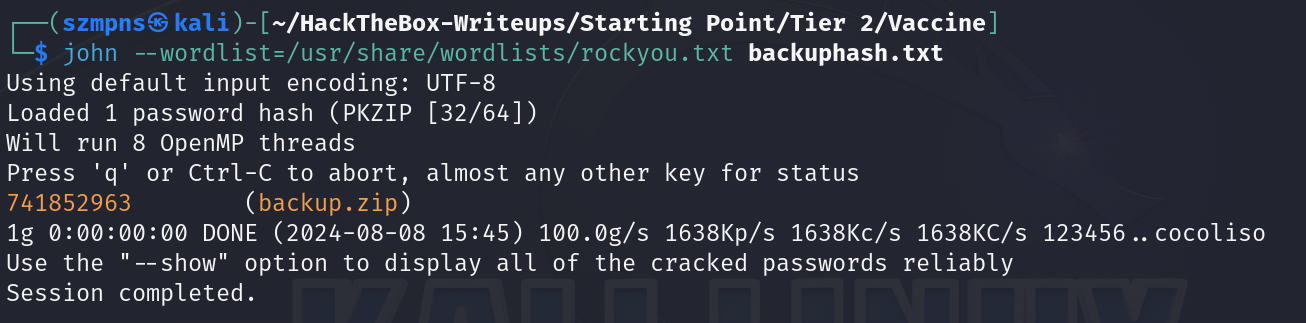 ┌──(szmpns㉿kali)-[~/HackTheBox-Writeups/Starting Point/Tier 2/Vaccine]
└─$ john --wordlist=/usr/share/wordlists/rockyou.txt backuphash.txt
Using default input encoding: UTF-8
Loaded 1 password hash (PKZIP [32/64])
Will run 8 OpenMP threads
Press 'q' or Ctrl-C to abort, almost any other key for status
741852963        (backup.zip)
1g 0:00:00:00 DONE (2024-08-08 15:45) 100.0g/s 1638Kp/s 1638Kc/s 1638KC/s 123456..cocoliso
Use the "--show" option to display all of the cracked passwords reliably
Session completed.
KALI LINUX